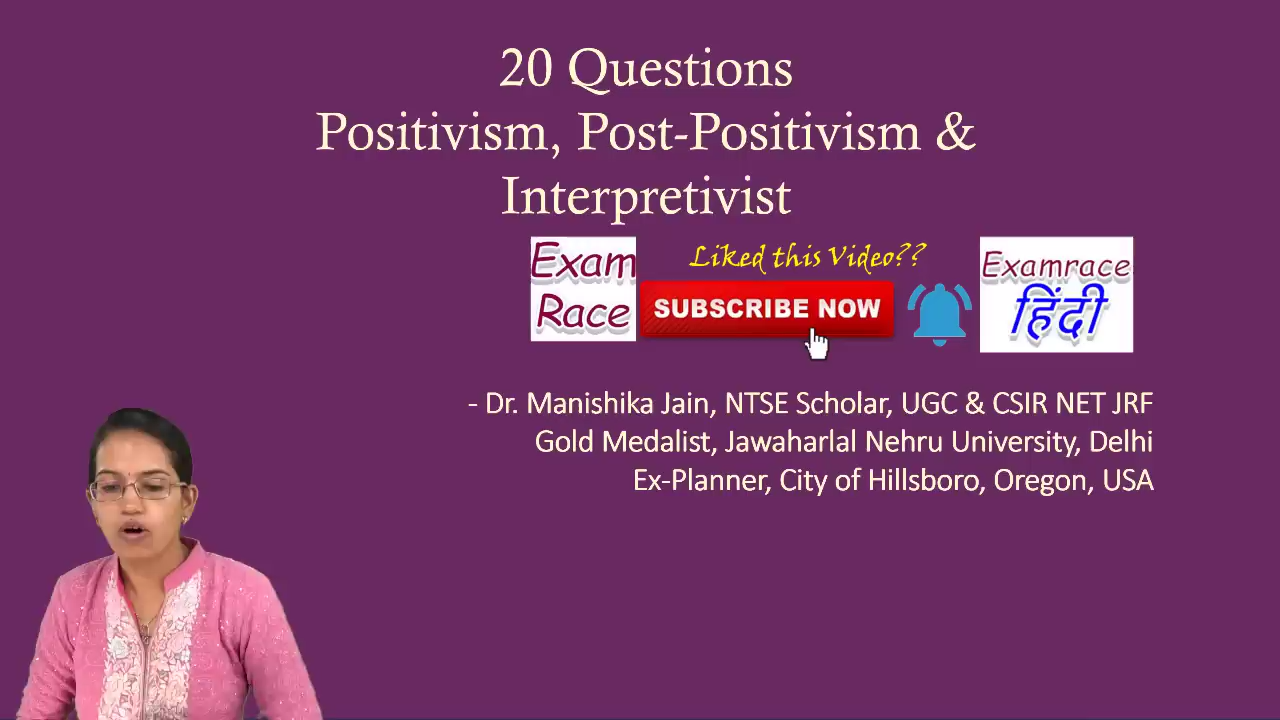 20 Questions
Positivism, Post-Positivism &
Interpretivist
Exam
Race
Liked this Video??
SUBSCRIBE NOW
Examrace
हिंदी
- Dr. Manishika Jain, NTSE Scholar, UGC & CSIR NET JRF
Gold Medalist, Jawaharlal Nehru University, Delhi
Ex-Planner, City of Hillsboro, Oregon, USA